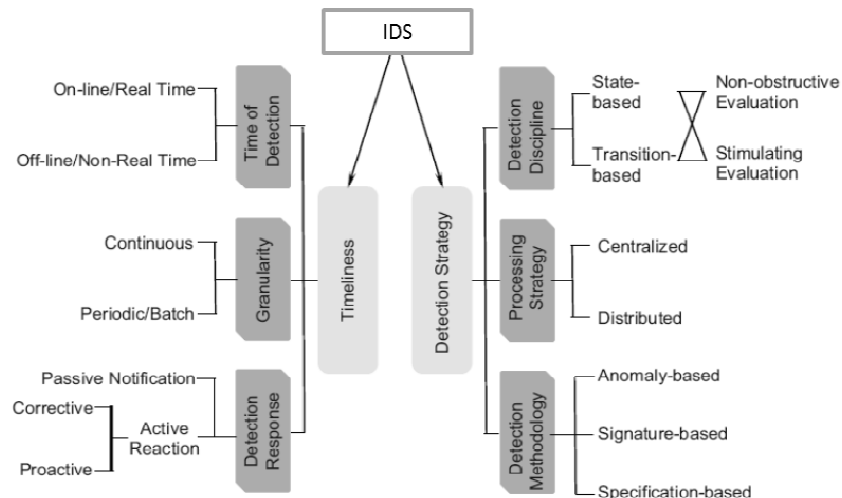 IDS
On-line/Real Time
Off-line/Non-Real Time
Time of
Detection
Continuous
Periodic/Batch
Granularity
Passive Notification
Corrective
Proactive
Active
Reaction
Detection
Response
Timeliness
Detection Strategy
Detection
Discipline
State-
based
Transition-
based
Non-obstructive
Evaluation
Stimulating
Evaluation
Processing
Strategy
Centralized
Distributed
Detection
Methodology
Anomaly-based
Signature-based
Specification-based